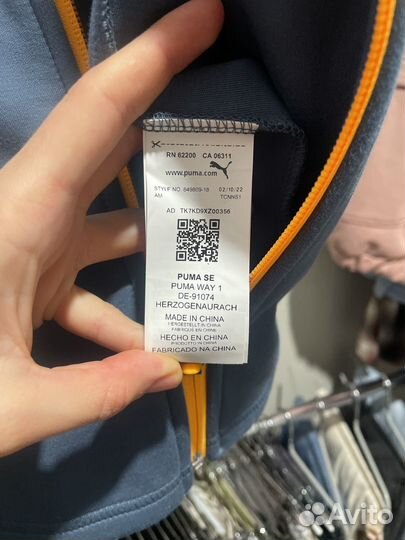 RN 62200 CA 06311
www.puma.com
STYLE NO. 849809-18 02/10/22
AM TCNNS1
AD TK7KD9XZ00356
PUMA SE
PUMA WAY 1
DE-91074
HERZOGENAURACH
MADE IN CHINA
HERGESTELLT IN CHINA
FABRIQUE EN CHINE
HECHO EN CHINA
PRODOTTO IN CHINA
FABRICADO NA CHINA
Avito